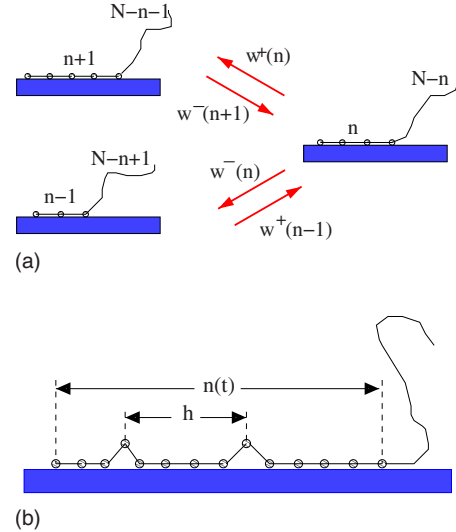 N−n−1
n+1
w⁺(n)
w⁻(n+1)
N−n
n
N−n+1
n−1
w⁻(n)
w⁺(n−1)
(a)
n(t)
h
(b)